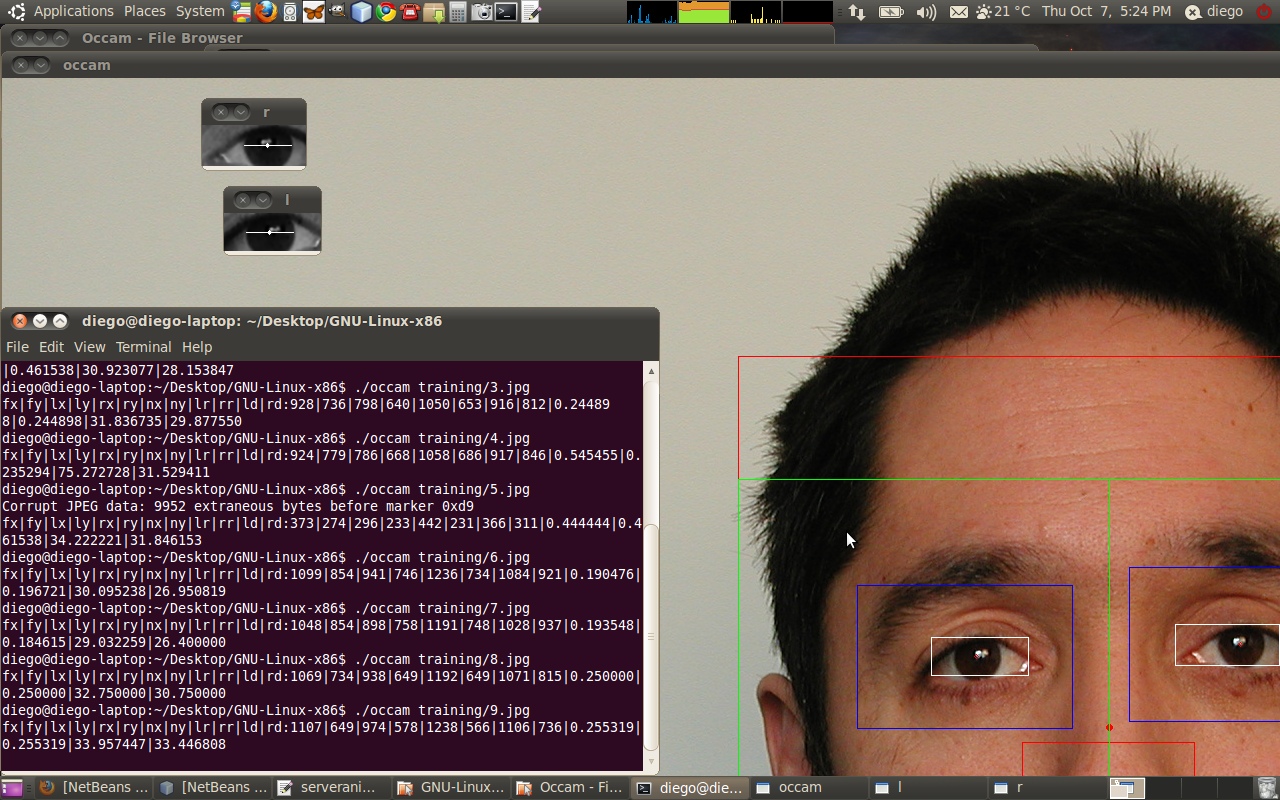 Applications Places System 21 °C Thu Oct 7, 5:24 PM diego
Occam - File Browser
occam
r
l
diego@diego-laptop: ~/Desktop/GNU-Linux-x86
File Edit View Terminal Help
|0.461538|30.923077|28.153847
diego@diego-laptop:~/Desktop/GNU-Linux-x86$ ./occam training/3.jpg
fx|fy|lx|ly|rx|ry|nx|ny|lr|rr|ld|rd:928|736|798|640|1050|653|916|812|0.24489
8|0.244898|31.836735|29.877550
diego@diego-laptop:~/Desktop/GNU-Linux-x86$ ./occam training/4.jpg
fx|fy|lx|ly|rx|ry|nx|ny|lr|rr|ld|rd:924|779|786|668|1058|686|917|846|0.545455|0.
235294|75.272728|31.529411
diego@diego-laptop:~/Desktop/GNU-Linux-x86$ ./occam training/5.jpg
Corrupt JPEG data: 9952 extraneous bytes before marker 0xd9
fx|fy|lx|ly|rx|ry|nx|ny|lr|rr|ld|rd:373|274|296|233|442|231|366|311|0.444444|0.4
61538|34.222221|31.846153
diego@diego-laptop:~/Desktop/GNU-Linux-x86$ ./occam training/6.jpg
fx|fy|lx|ly|rx|ry|nx|ny|lr|rr|ld|rd:1099|854|941|746|1236|734|1084|921|0.190476|
0.196721|30.095238|26.950819
diego@diego-laptop:~/Desktop/GNU-Linux-x86$ ./occam training/7.jpg
fx|fy|lx|ly|rx|ry|nx|ny|lr|rr|ld|rd:1048|854|898|758|1191|748|1028|937|0.193548|
0.184615|29.032259|26.400000
diego@diego-laptop:~/Desktop/GNU-Linux-x86$ ./occam training/8.jpg
fx|fy|lx|ly|rx|ry|nx|ny|lr|rr|ld|rd:1069|734|938|649|1192|649|1071|815|0.250000|
0.250000|32.750000|30.750000
diego@diego-laptop:~/Desktop/GNU-Linux-x86$ ./occam training/9.jpg
fx|fy|lx|ly|rx|ry|nx|ny|lr|rr|ld|rd:1107|649|974|578|1238|566|1106|736|0.255319|
0.255319|33.957447|33.446808
[NetBeans ... [NetBeans ... serverani... GNU-Linux... Occam - Fi... diego@die... occam l r